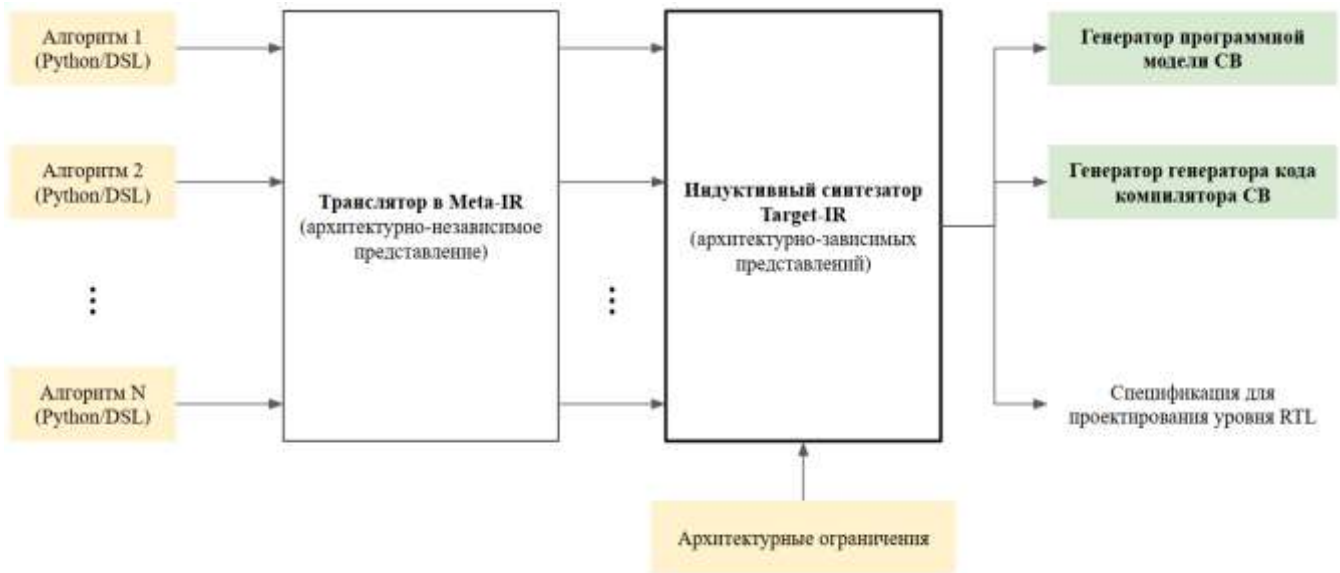 Алгоритм 1
(Python/DSL)
Алгоритм 2
(Python/DSL)
Алгоритм N
(Python/DSL)
Транслятор в Meta-IR
(архитектурно-независимое
представление)
Индуктивный синтезатор
Target-IR
(архитектурно-зависимых
представлений)
Архитектурные ограничения
Генератор программной
модели СВ
Генератор генератора кода
компилятора СВ
Спецификация для
проектирования уровня RTL